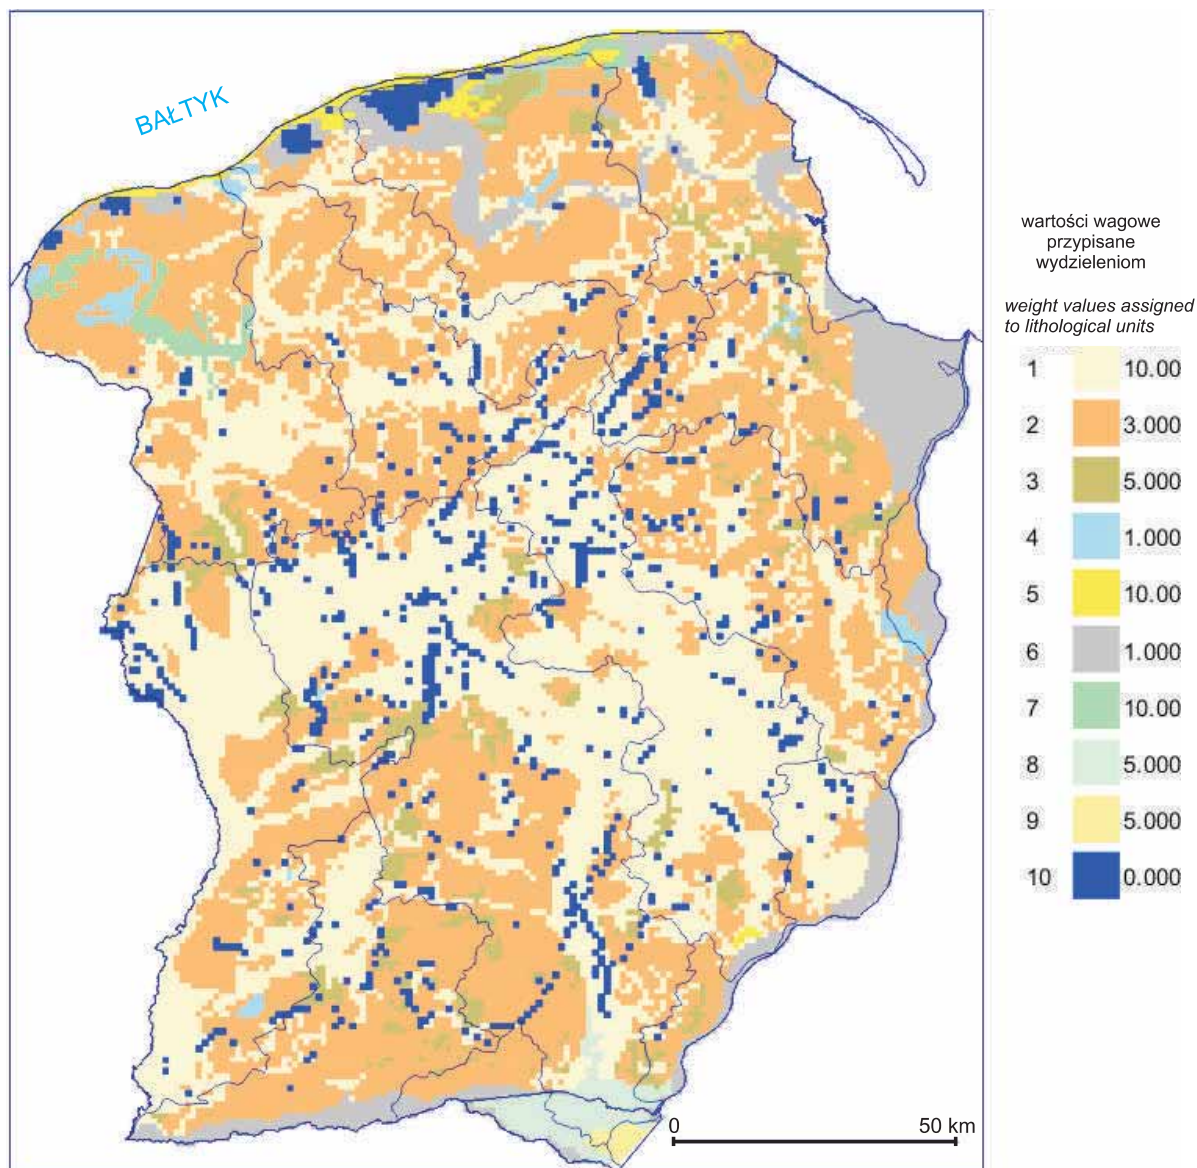 BAŁTYK
wartości wagowe
przypisane
wydzieleniom
weight values assigned
to lithological units
1 10.00
2 3.000
3 5.000
4 1.000
5 10.00
6 1.000
7 10.00
8 5.000
9 5.000
10 0.000
0 50 km